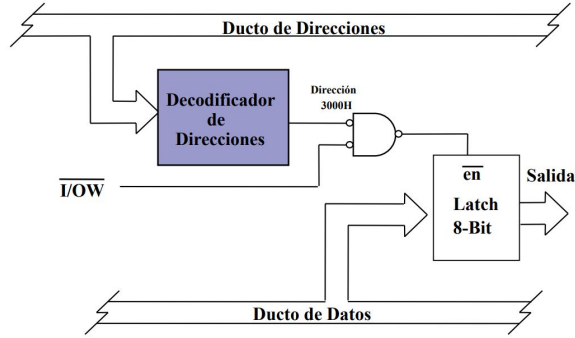 Ducto de Direcciones
Dirección
3000H
Decodificador
de
Direcciones
I/OW
en
Latch
8-Bit
Salida
Ducto de Datos